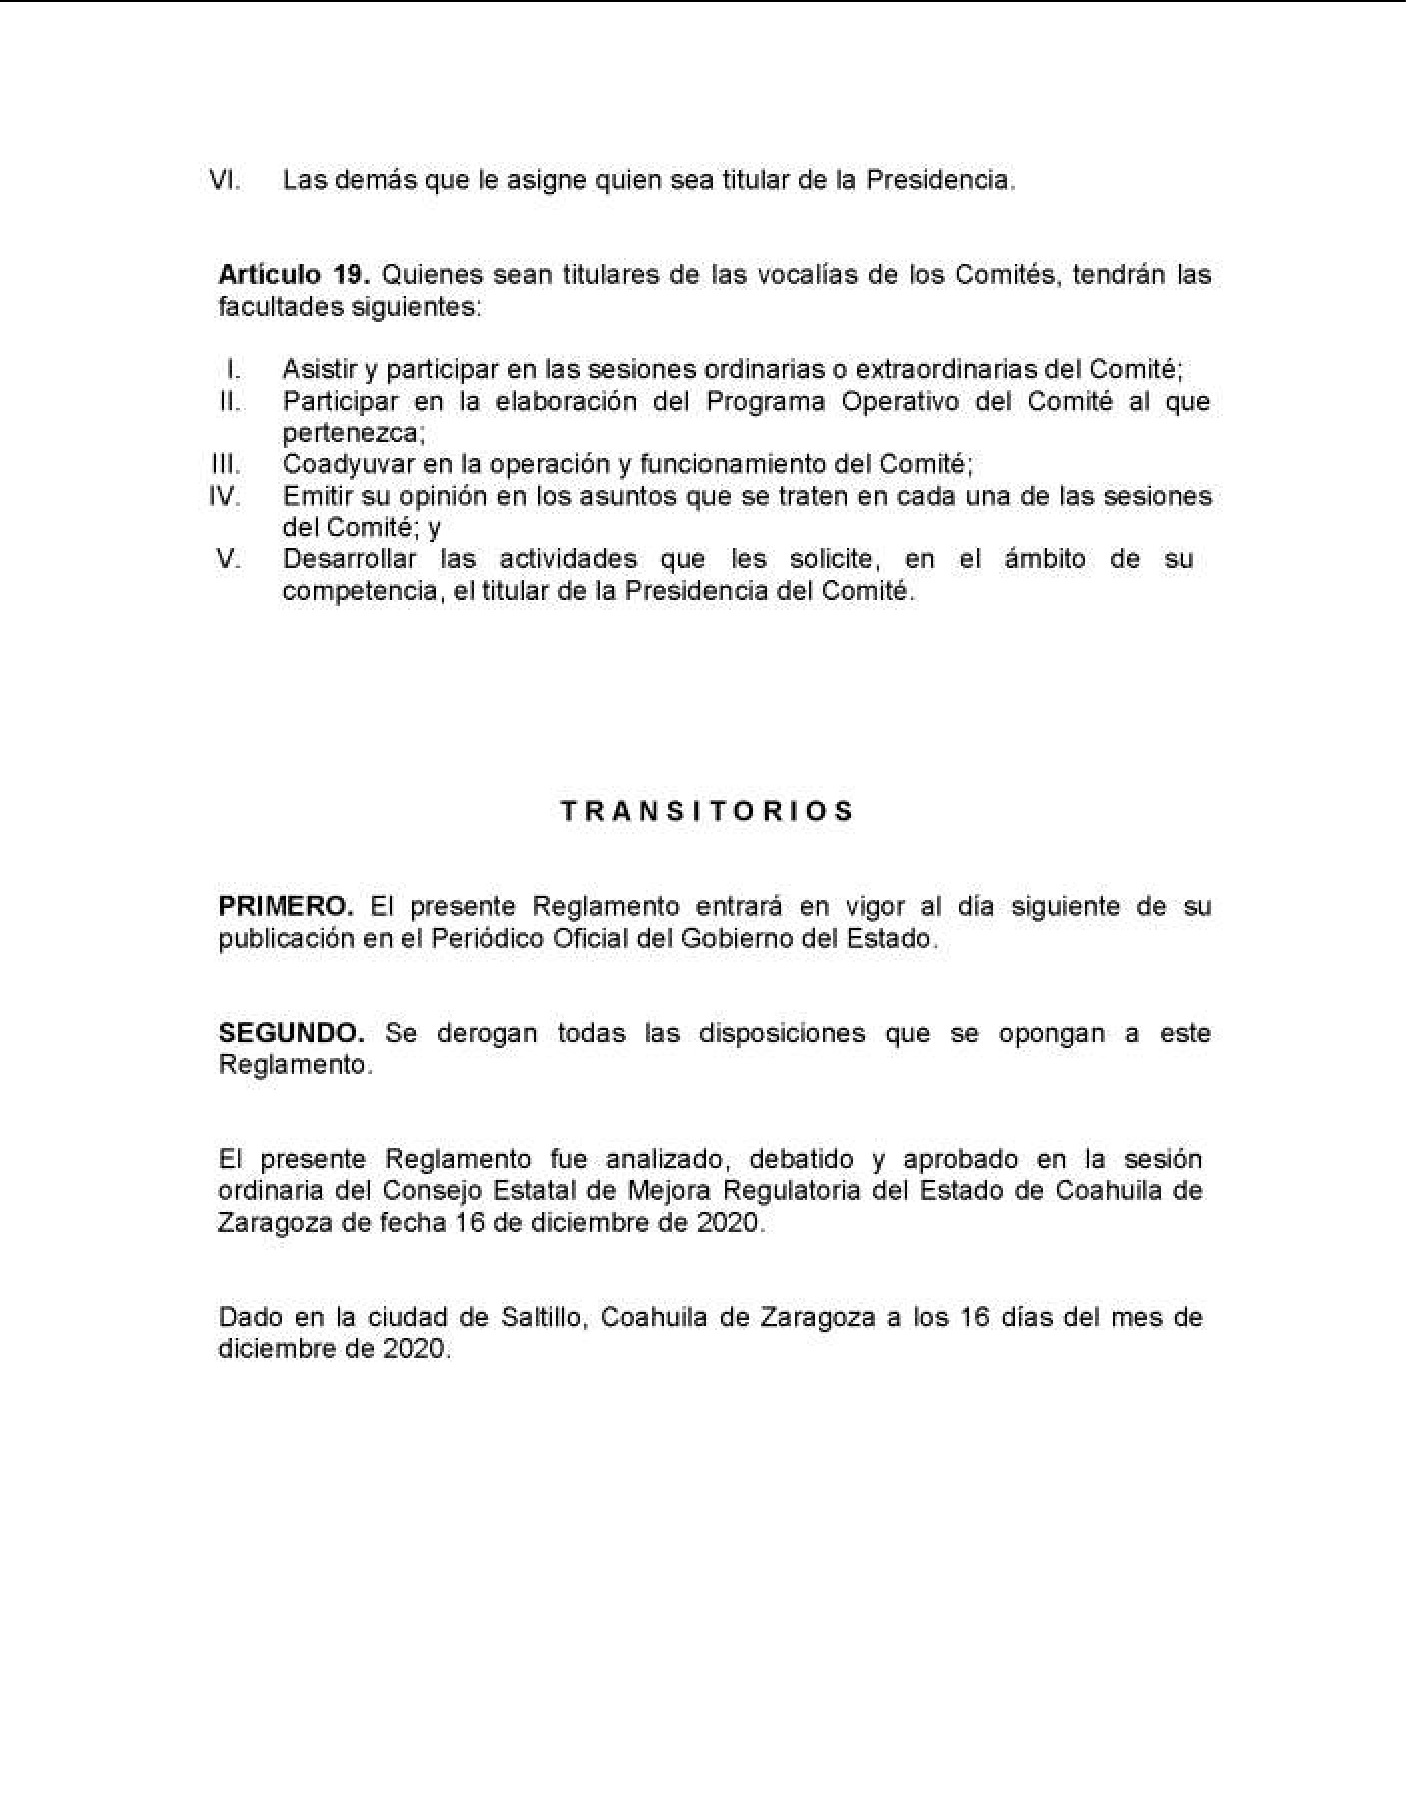 VI. Las demás que le asigne quien sea titular de la Presidencia.
Artículo 19. Quienes sean titulares de las vocalías de los Comités, tendrán las
facultades siguientes:
I. Asistir y participar en las sesiones ordinarias o extraordinarias del Comité;
II. Participar en la elaboración del Programa Operativo del Comité al que
pertenezca;
III. Coadyuvar en la operación y funcionamiento del Comité;
IV. Emitir su opinión en los asuntos que se traten en cada una de las sesiones
del Comité; y
V. Desarrollar las actividades que les solicite, en el ámbito de su
competencia, el titular de la Presidencia del Comité.
T R A N S I T O R I O S
PRIMERO. El presente Reglamento entrará en vigor al día siguiente de su
publicación en el Periódico Oficial del Gobierno del Estado.
SEGUNDO. Se derogan todas las disposiciones que se opongan a este
Reglamento.
El presente Reglamento fue analizado, debatido y aprobado en la sesión
ordinaria del Consejo Estatal de Mejora Regulatoria del Estado de Coahuila de
Zaragoza de fecha 16 de diciembre de 2020.
Dado en la ciudad de Saltillo, Coahuila de Zaragoza a los 16 días del mes de
diciembre de 2020.